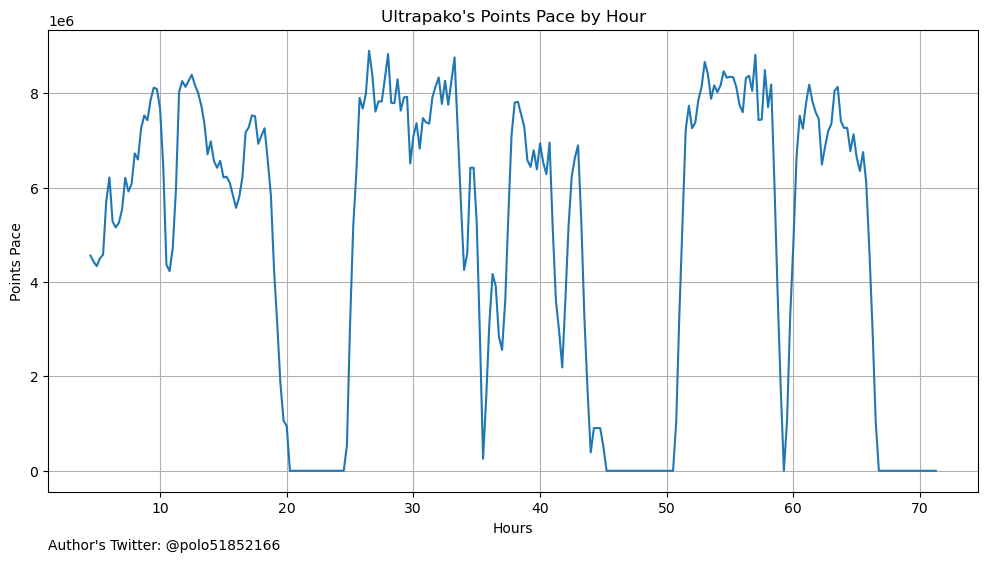 Ultrapako's Points Pace by Hour
1e6
8
6
4
2
0
Points Pace
10 20 30 40 50 60 70
Hours
Author's Twitter: @polo51852166